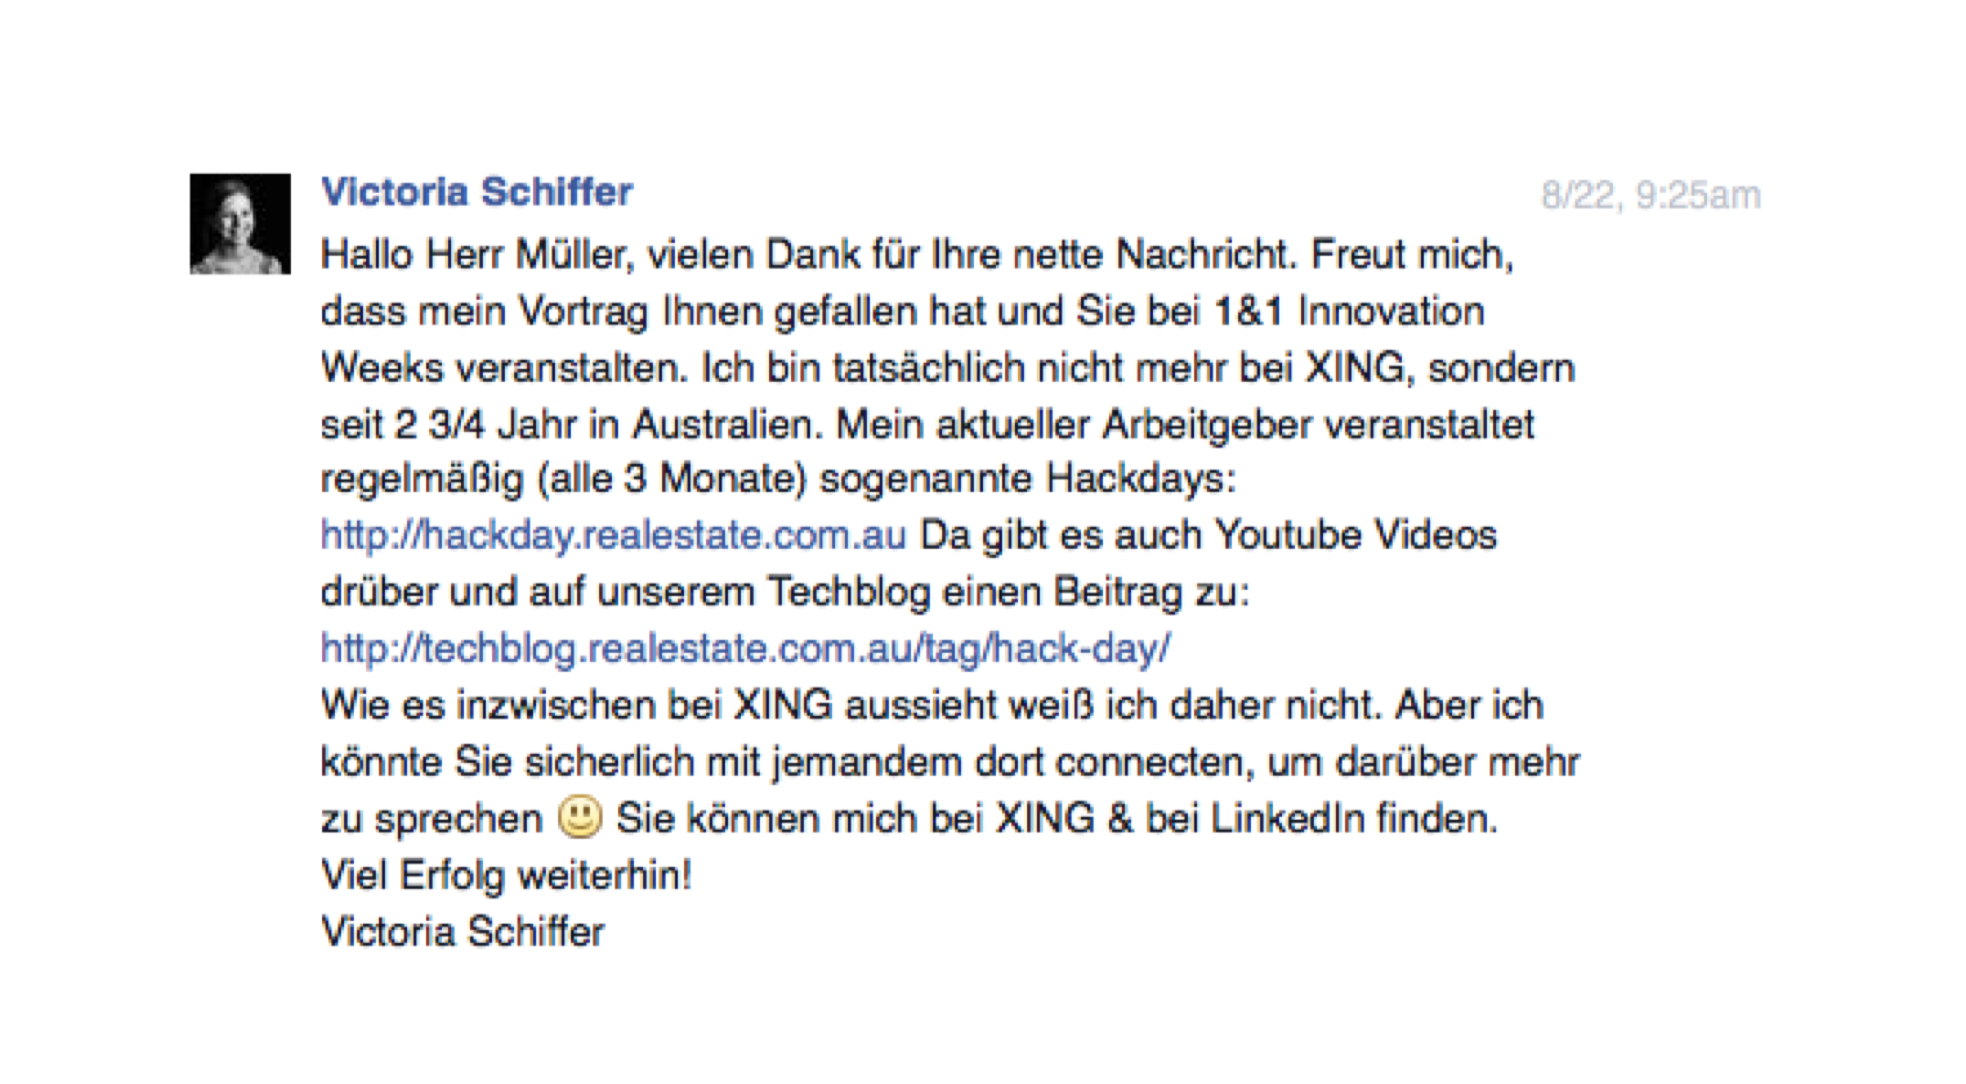 Victoria Schiffer
8/22, 9:25am
Hallo Herr Müller, vielen Dank für Ihre nette Nachricht. Freut mich,
dass mein Vortrag Ihnen gefallen hat und Sie bei 1&1 Innovation
Weeks veranstalten. Ich bin tatsächlich nicht mehr bei XING, sondern
seit 2 3/4 Jahr in Australien. Mein aktueller Arbeitgeber veranstaltet
regelmäßig (alle 3 Monate) sogenannte Hackdays:
http://hackday.realestate.com.au Da gibt es auch Youtube Videos
drüber und auf unserem Techblog einen Beitrag zu:
http://techblog.realestate.com.au/tag/hack-day/
Wie es inzwischen bei XING aussieht weiß ich daher nicht. Aber ich
könnte Sie sicherlich mit jemandem dort connecten, um darüber mehr
zu sprechen 🙂 Sie können mich bei XING & bei LinkedIn finden.
Viel Erfolg weiterhin!
Victoria Schiffer